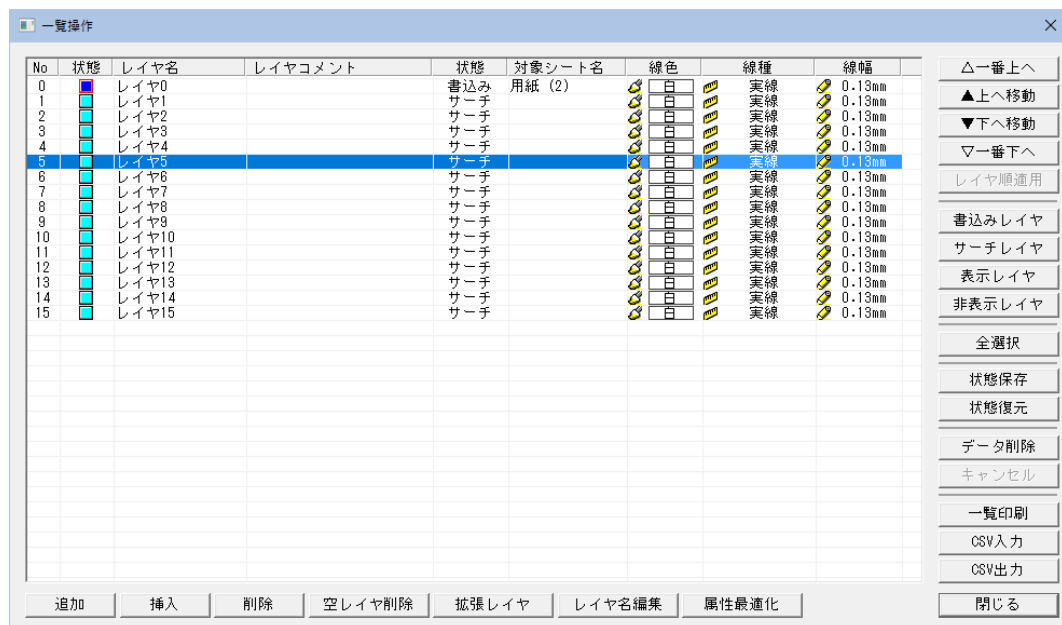 一覧操作
No 状態 レイヤ名 レイヤコメント 状態 対象シート名 線色 線種 線幅
0 レイヤ0 書込み 用紙 (2) 白 実線 0.13mm
1 レイヤ1 サーチ 白 実線 0.13mm
2 レイヤ2 サーチ 白 実線 0.13mm
3 レイヤ3 サーチ 白 実線 0.13mm
4 レイヤ4 サーチ 白 実線 0.13mm
5 レイヤ5 サーチ 白 実線 0.13mm
6 レイヤ6 サーチ 白 実線 0.13mm
7 レイヤ7 サーチ 白 実線 0.13mm
8 レイヤ8 サーチ 白 実線 0.13mm
9 レイヤ9 サーチ 白 実線 0.13mm
10 レイヤ10 サーチ 白 実線 0.13mm
11 レイヤ11 サーチ 白 実線 0.13mm
12 レイヤ12 サーチ 白 実線 0.13mm
13 レイヤ13 サーチ 白 実線 0.13mm
14 レイヤ14 サーチ 白 実線 0.13mm
15 レイヤ15 サーチ 白 実線 0.13mm
△一番上へ
▲上へ移動
▼下へ移動
▽一番下へ
レイヤ順適用
書込みレイヤ
サーチレイヤ
表示レイヤ
非表示レイヤ
全選択
状態保存
状態復元
データ削除
キャンセル
一覧印刷
CSV入力
CSV出力
追加 挿入 削除 空レイヤ削除 拡張レイヤ レイヤ名編集 属性最適化 閉じる